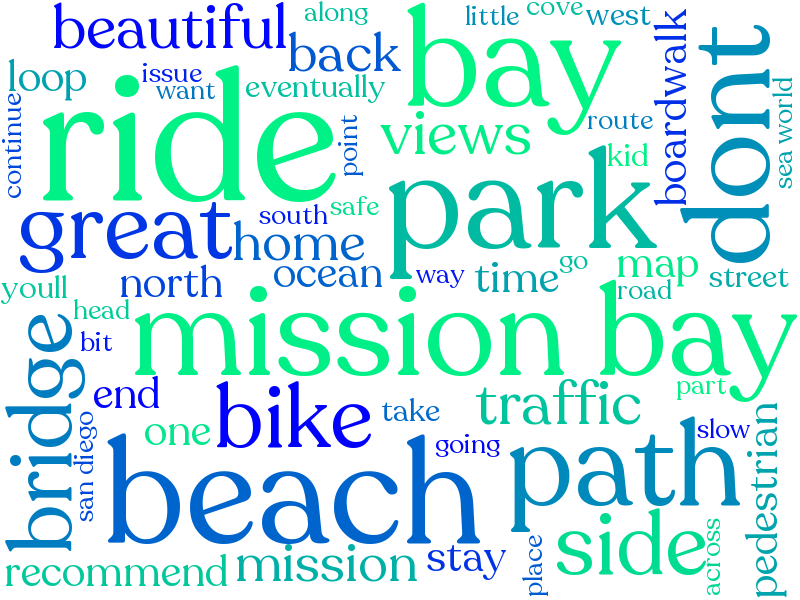 along
little
cove
west
beautiful
back
bay
boardwalk
dont
loop
issue
want
eventually
views
route
sea world
continue
ride
point
kid
great
south
safe
park
home
youll
north
ocean
way
time
go
map
street
head
road
bit
mission bay
bridge
end
bike
take
traffic
part
one
san diego
going
slow
beach
path
pedestrian
side
across
recommend
mission
stay
place